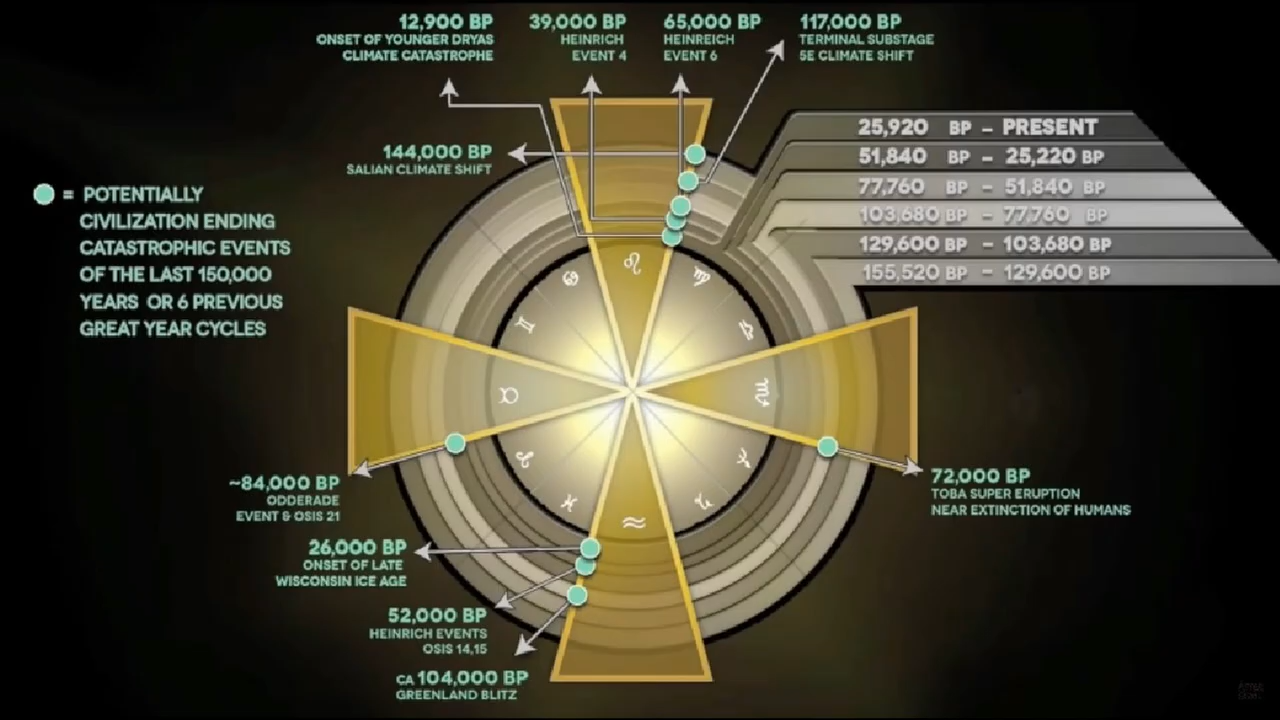 12,900 BP
ONSET OF YOUNGER DRYAS
CLIMATE CATASTROPHE
39,000 BP
HEINRICH
EVENT 4
65,000 BP
HEINREICH
EVENT 6
117,000 BP
TERMINAL SUBSTAGE
5E CLIMATE SHIFT
144,000 BP
SALIAN CLIMATE SHIFT
25,920 BP - PRESENT
51,840 BP - 25,220 BP
77,760 BP - 51,840 BP
103,680 BP - 77,760 BP
129,600 BP - 103,680 BP
155,520 BP - 129,600 BP
= POTENTIALLY
CIVILIZATION ENDING
CATASTROPHIC EVENTS
OF THE LAST 150,000
YEARS OR 6 PREVIOUS
GREAT YEAR CYCLES
♌
♋ ♍
♊ ♎
♉ ♏
♈ ♐
♓ ♑
♒
~84,000 BP
ODDERADE
EVENT & OSIS 21
72,000 BP
TOBA SUPER ERUPTION
NEAR EXTINCTION OF HUMANS
26,000 BP
ONSET OF LATE
WISCONSIN ICE AGE
52,000 BP
HEINRICH EVENTS
OSIS 14,15
CA 104,000 BP
GREENLAND BLITZ